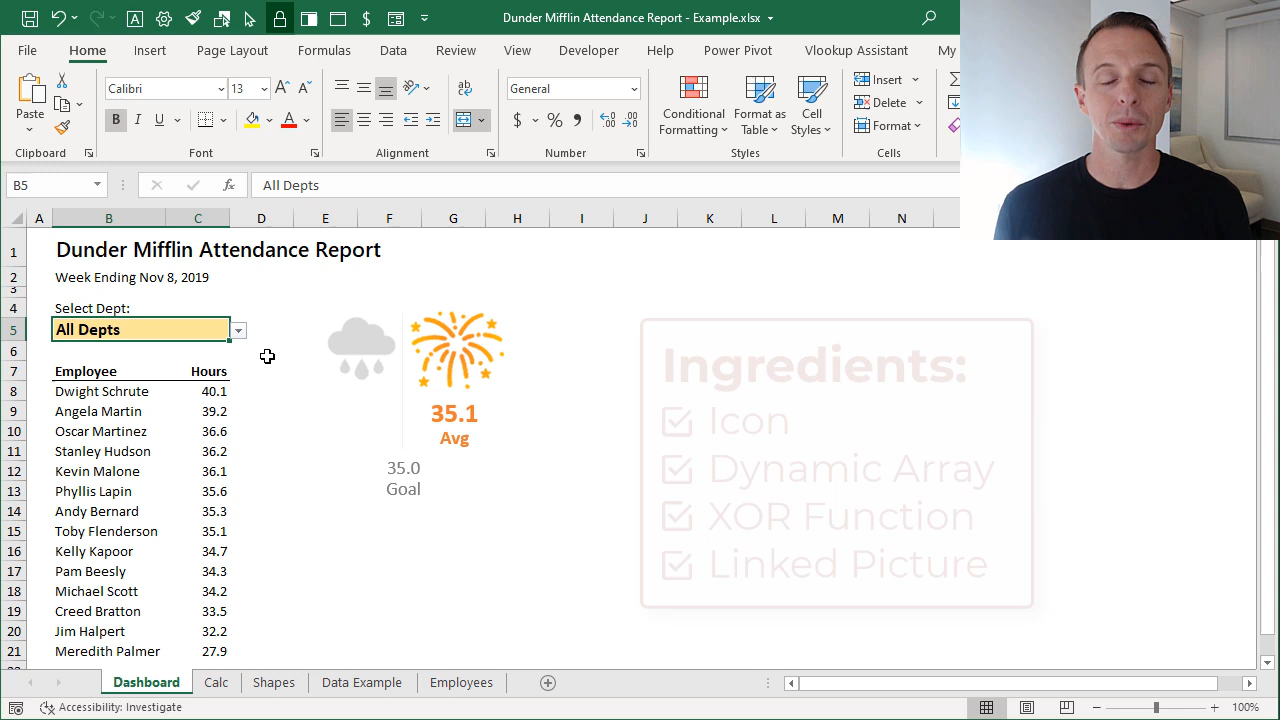 Dunder Mifflin Attendance Report - Example.xlsx
File Home Insert Page Layout Formulas Data Review View Developer Help Power Pivot Vlookup Assistant My
Paste
Calibri 13
B I U A
ab
General
$ % 9
Conditional Formatting
Format as Table
Cell Styles
Insert
Delete
Format
Clipboard Font Alignment Number Styles Cells
B5 fx All Depts
A B C D E F G H I J K L M N
1 Dunder Mifflin Attendance Report
2 Week Ending Nov 8, 2019
3
4 Select Dept:
5 All Depts
6
7 Employee Hours
8 Dwight Schrute 40.1
9 Angela Martin 39.2
10 Oscar Martinez 36.6
11 Stanley Hudson 36.2
12 Kevin Malone 36.1
13 Phyllis Lapin 35.6
14 Andy Bernard 35.3
15 Toby Flenderson 35.1
16 Kelly Kapoor 34.7
17 Pam Beesly 34.3
18 Michael Scott 34.2
19 Creed Bratton 33.5
20 Jim Halpert 32.2
21 Meredith Palmer 27.9
35.1
Avg
35.0
Goal
Ingredients:
Icon
Dynamic Array
XOR Function
Linked Picture
Dashboard Calc Shapes Data Example Employees
Accessibility: Investigate
100%